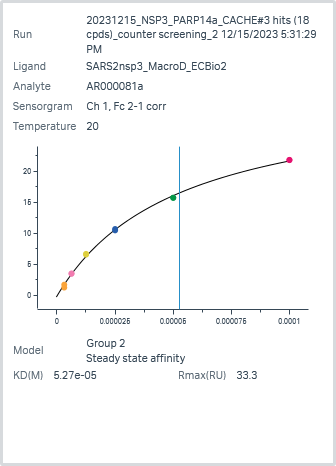 Run 20231215_NSP3_PARP14a_CACHE#3 hits (18
cpds)_counter screening_2 12/15/2023 5:31:29
PM
Ligand SARS2nsp3_MacroD_ECBio2
Analyte AR000081a
Sensorgram Ch 1, Fc 2-1 corr
Temperature 20
20
15
10
5
0
0 0.000025 0.00005 0.000075 0.0001
Model Group 2
Steady state affinity
KD(M) 5.27e-05 Rmax(RU) 33.3